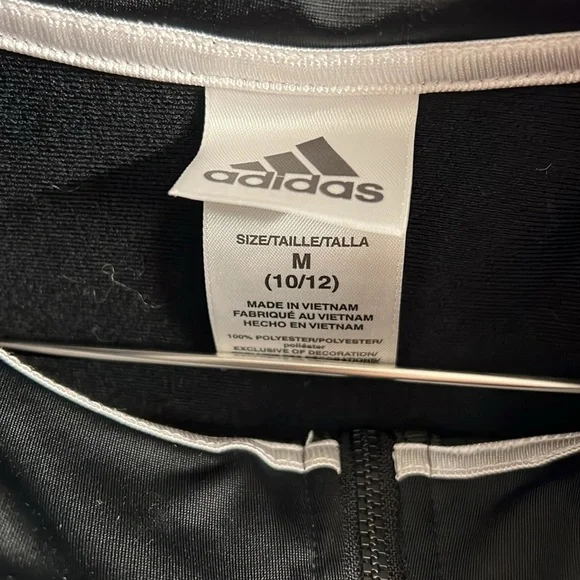 adidas
SIZE/TAILLE/TALLA
M
(10/12)
MADE IN VIETNAM
FABRIQUÉ AU VIETNAM
HECHO EN VIETNAM
100% POLYESTER/POLYESTER/
poliéster
EXCLUSIVE OF DECORATION/